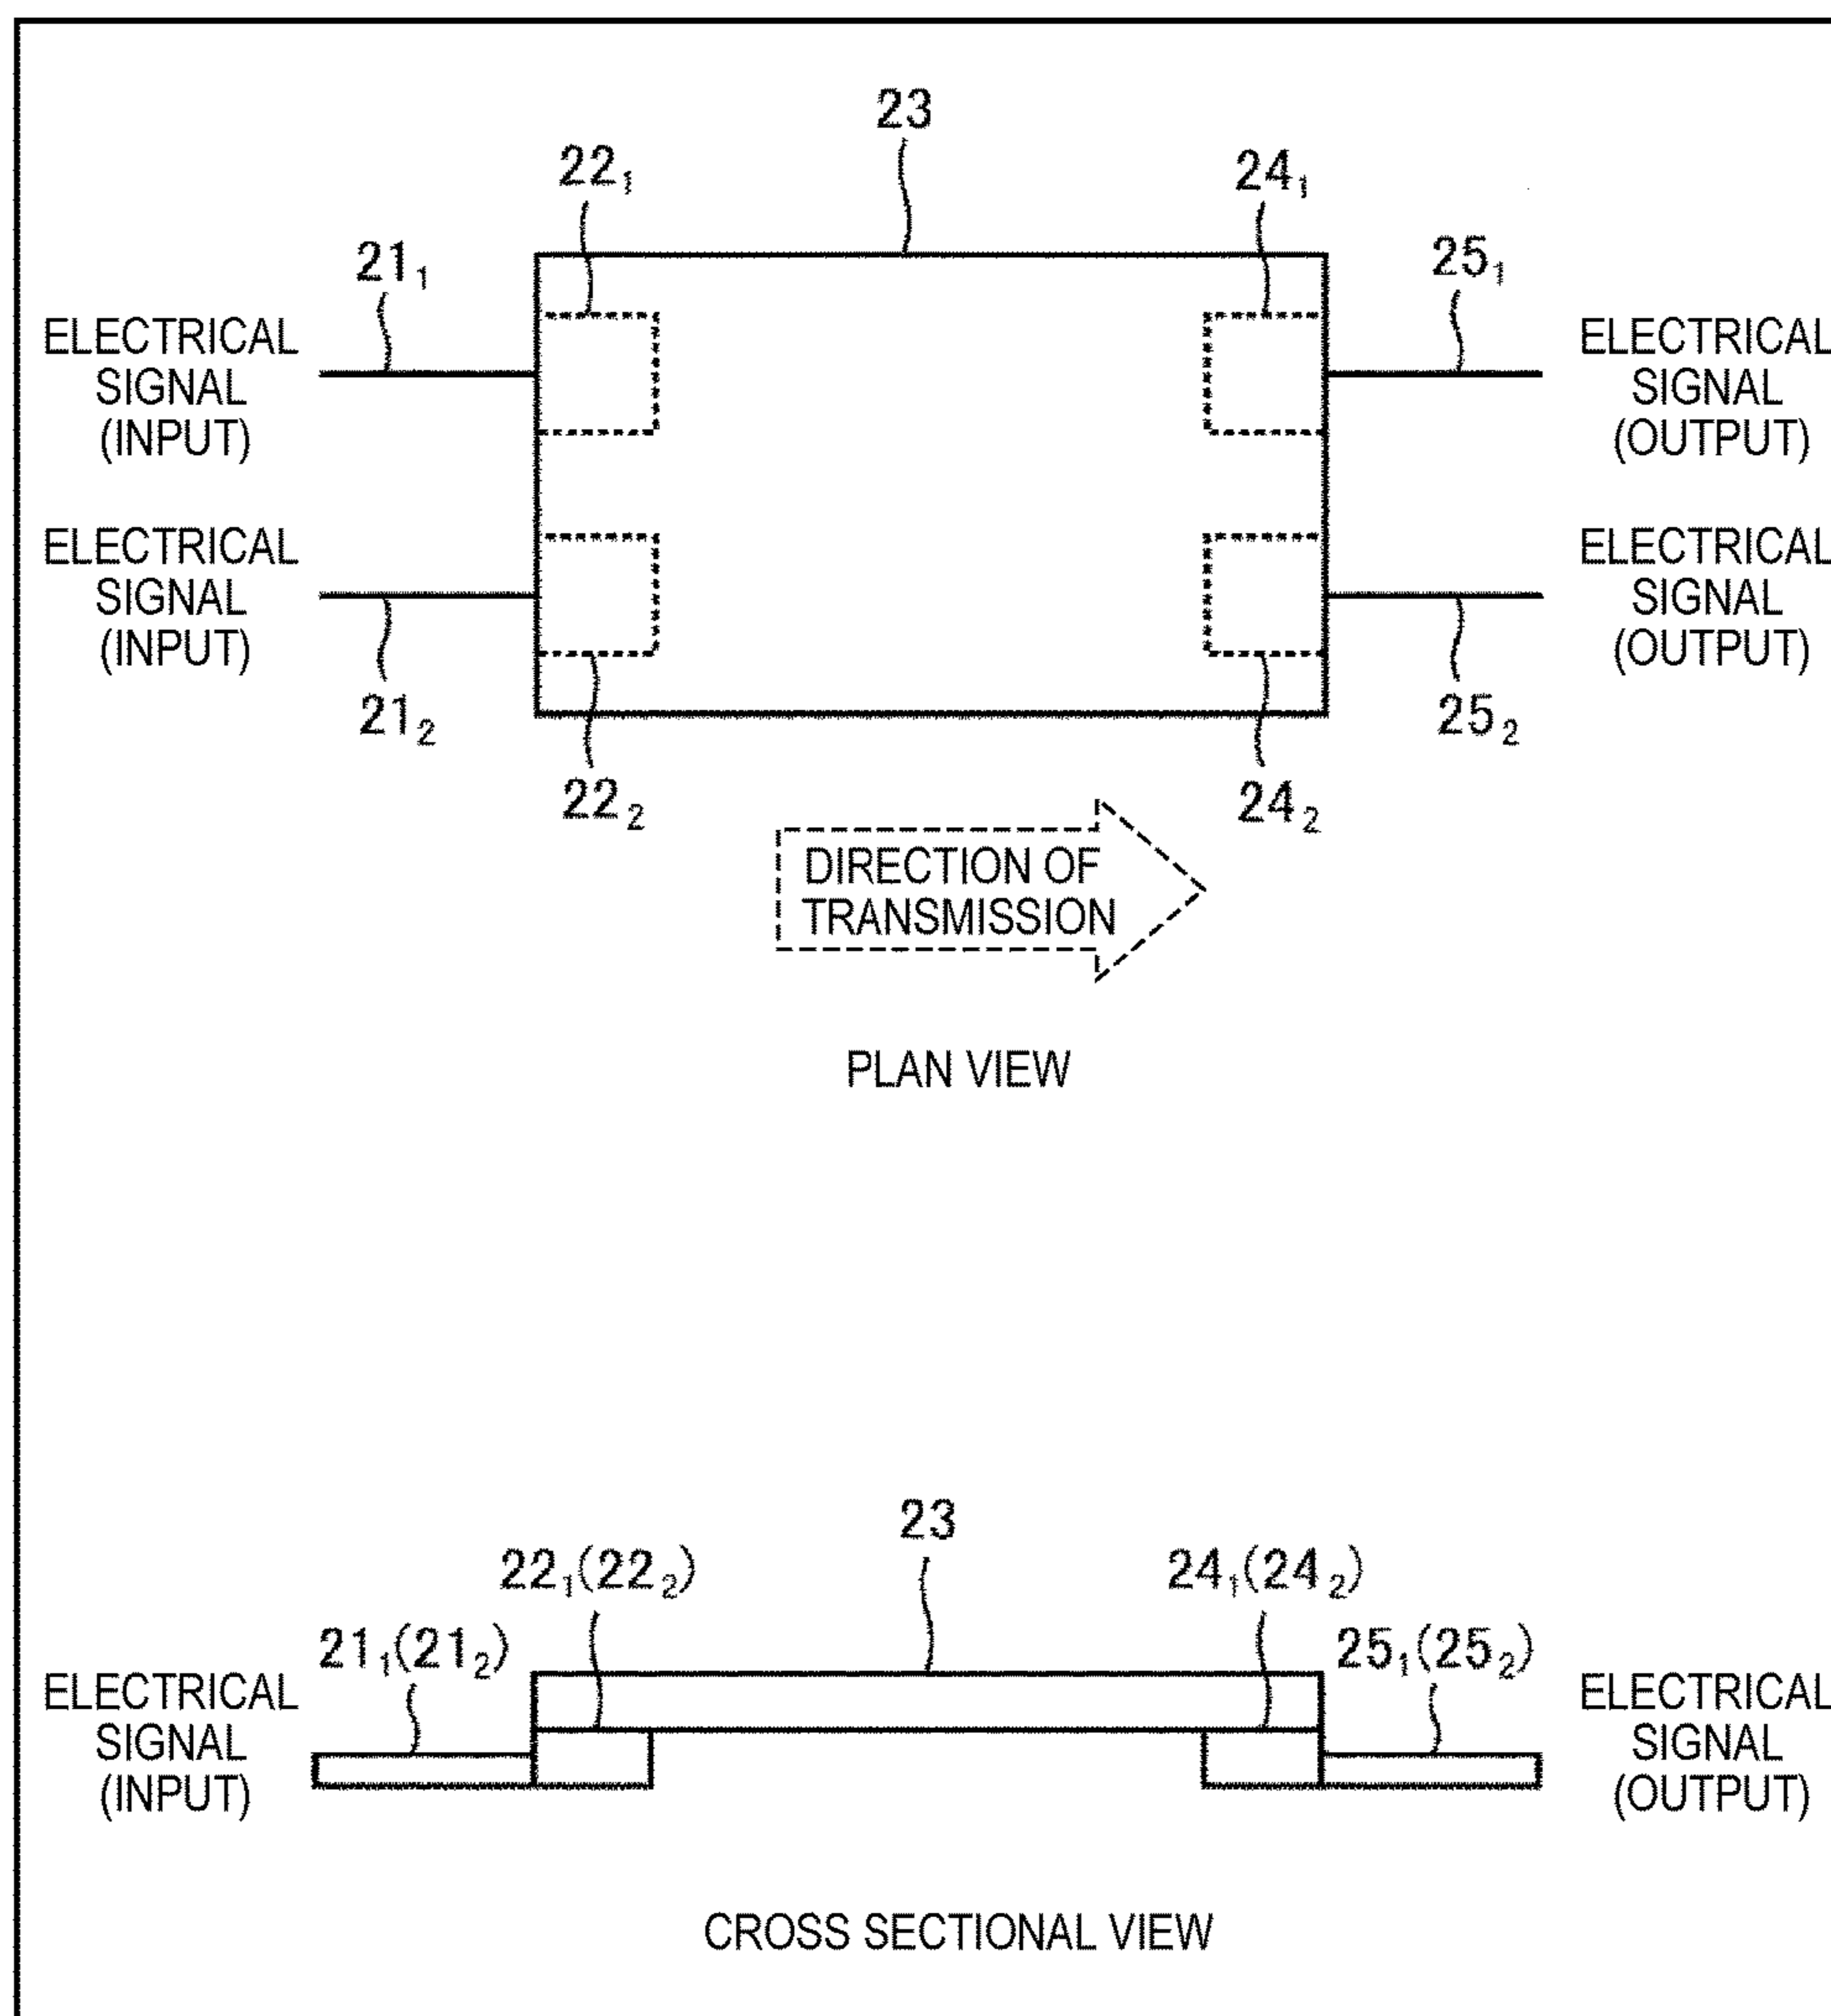 23
22₁
24₁
21₁
25₁
ELECTRICAL
SIGNAL
(INPUT)
ELECTRICAL
SIGNAL
(OUTPUT)
ELECTRICAL
SIGNAL
(INPUT)
ELECTRICAL
SIGNAL
(OUTPUT)
21₂
25₂
22₂
24₂
DIRECTION OF
TRANSMISSION
PLAN VIEW
23
22₁(22₂)
24₁(24₂)
21₁(21₂)
25₁(25₂)
ELECTRICAL
SIGNAL
(INPUT)
ELECTRICAL
SIGNAL
(OUTPUT)
CROSS SECTIONAL VIEW